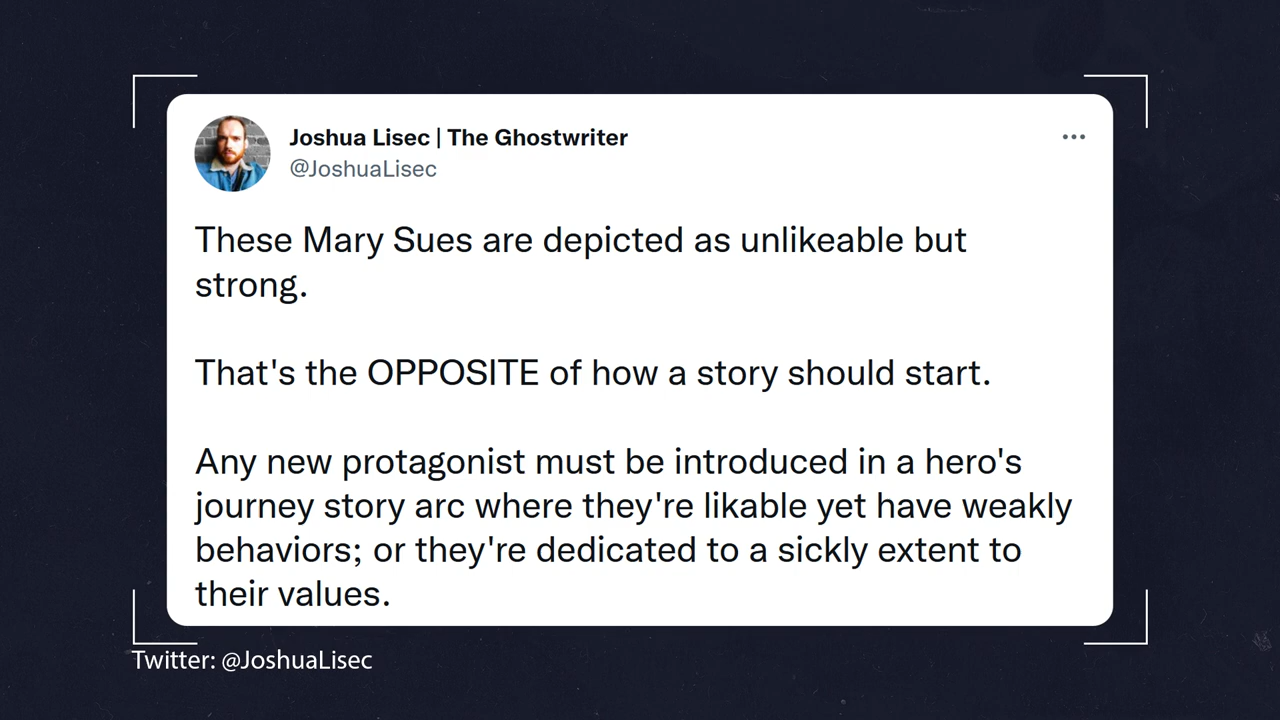 Joshua Lisec | The Ghostwriter
@JoshuaLisec
These Mary Sues are depicted as unlikeable but
strong.
That's the OPPOSITE of how a story should start.
Any new protagonist must be introduced in a hero's
journey story arc where they're likable yet have weakly
behaviors; or they're dedicated to a sickly extent to
their values.
Twitter: @JoshuaLisec